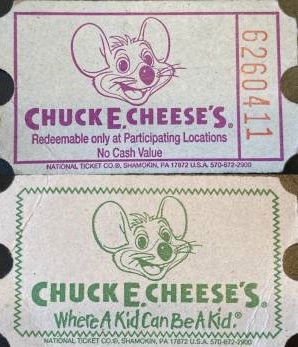 CHUCK E. CHEESE'S®
Redeemable only at Participating Locations
No Cash Value
NATIONAL TICKET CO.®, SHAMOKIN, PA 17872 U.S.A. 570-672-2900
6260411
CHUCK E. CHEESE'S®
Where A Kid Can Be A Kid.®
NATIONAL TICKET CO.®, SHAMOKIN, PA 17872 U.S.A. 570-672-2900